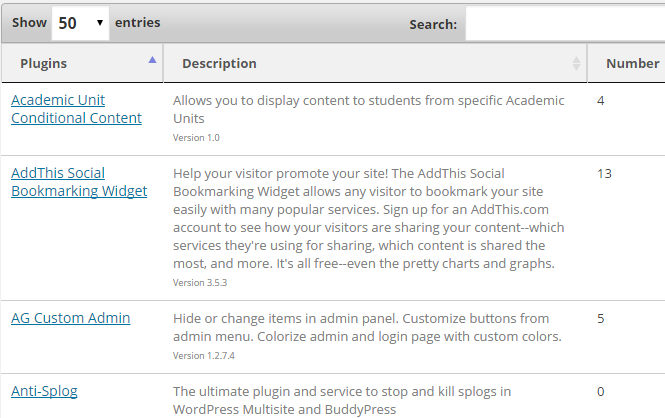 Show 50 entries Search:
Plugins Description Number
Academic Unit Conditional Content
Allows you to display content to students from specific Academic
Units
Version 1.0
4
AddThis Social
Bookmarking Widget
Help your visitor promote your site! The AddThis Social
Bookmarking Widget allows any visitor to bookmark your site
easily with many popular services. Sign up for an AddThis.com
account to see how your visitors are sharing your content--which
services they're using for sharing, which content is shared the
most, and more. It's all free--even the pretty charts and graphs.
Version 3.5.3
13
AG Custom Admin
Hide or change items in admin panel. Customize buttons from
admin menu. Colorize admin and login page with custom colors.
Version 1.2.7.4
5
Anti-Splog
The ultimate plugin and service to stop and kill splogs in
WordPress Multisite and BuddyPress
0